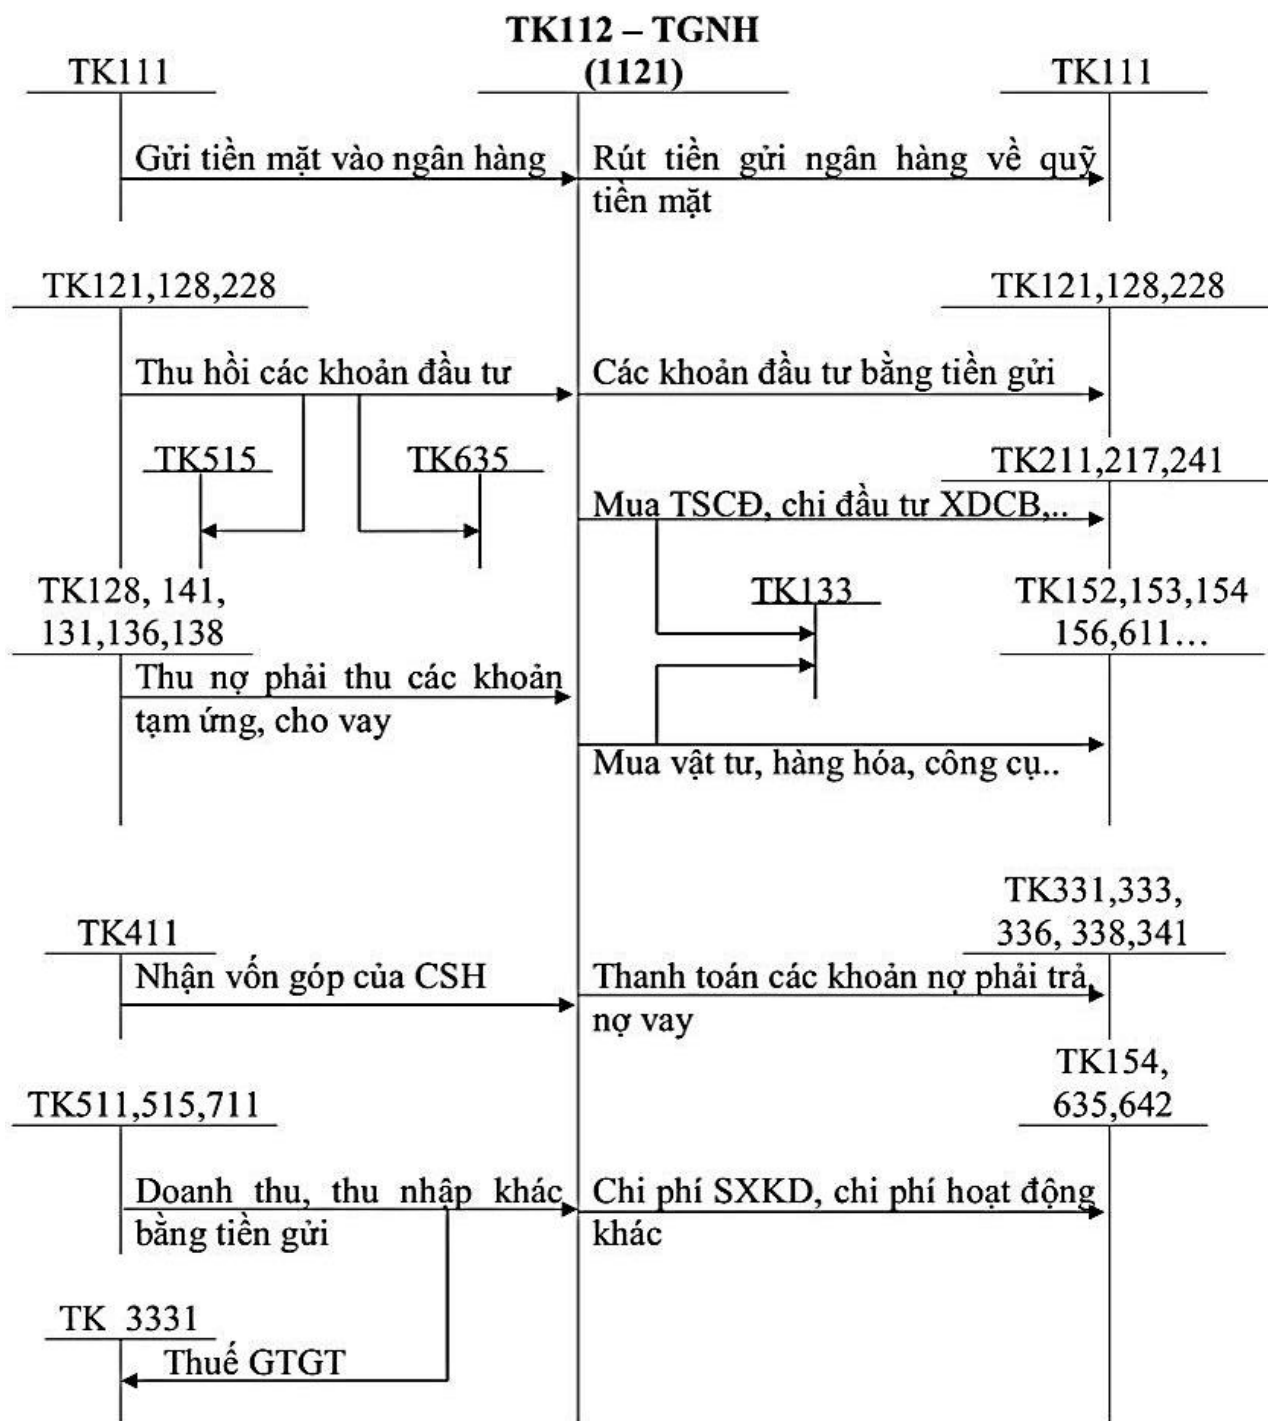 TK112 – TGNH
(1121)
TK111
TK111
Gửi tiền mặt vào ngân hàng
Rút tiền gửi ngân hàng về quỹ
tiền mặt
TK121,128,228
TK121,128,228
Thu hồi các khoản đầu tư
Các khoản đầu tư bằng tiền gửi
TK515
TK635
TK211,217,241
Mua TSCĐ, chi đầu tư XDCB,..
TK128, 141,
131,136,138
TK133
TK152,153,154
156,611...
Thu nợ phải thu các khoản
tạm ứng, cho vay
Mua vật tư, hàng hóa, công cụ..
TK411
TK331,333,
336, 338,341
Nhận vốn góp của CSH
Thanh toán các khoản nợ phải trả,
nợ vay
TK511,515,711
TK154,
635,642
Doanh thu, thu nhập khác
bằng tiền gửi
Chi phí SXKD, chi phí hoạt động
khác
TK 3331
Thuế GTGT